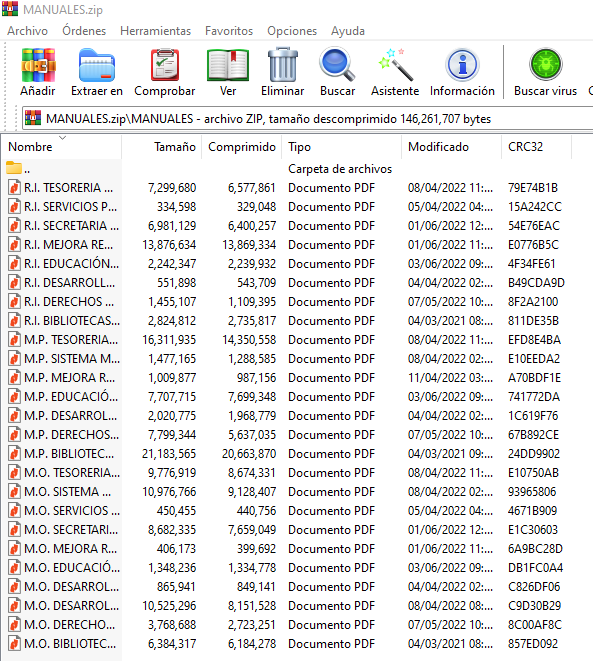 MANUALES.zip
Archivo Órdenes Herramientas Favoritos Opciones Ayuda
Añadir Extraer en Comprobar Ver Eliminar Buscar Asistente Información Buscar virus C
MANUALES.zip\MANUALES - archivo ZIP, tamaño descomprimido 146,261,707 bytes
Nombre Tamaño Comprimido Tipo Modificado CRC32
.. Carpeta de archivos
R.I. TESORERIA ... 7,299,680 6,577,861 Documento PDF 08/04/2022 11:... 79E74B1B
R.I. SERVICIOS P... 334,598 329,048 Documento PDF 05/04/2022 04:... 15A242CC
R.I. SECRETARIA ... 6,981,129 6,400,257 Documento PDF 01/06/2022 12:... 54E76EAC
R.I. MEJORA RE... 13,876,634 13,869,334 Documento PDF 01/06/2022 11:... E0776B5C
R.I. EDUCACIÓN... 2,242,347 2,239,932 Documento PDF 03/06/2022 09:... 4F34FE61
R.I. DESARROLL... 551,898 543,709 Documento PDF 04/04/2022 02:... B49CDA9D
R.I. DERECHOS ... 1,455,107 1,109,395 Documento PDF 07/05/2022 10:... 8F2A2100
R.I. BIBLIOTECAS... 2,824,812 2,735,817 Documento PDF 04/03/2021 08:... 811DE35B
M.P. TESORERIA... 16,311,935 14,350,558 Documento PDF 08/04/2022 11:... EFD8E4BA
M.P. SISTEMA M... 1,477,165 1,288,585 Documento PDF 08/04/2022 02:... E10EEDA2
M.P. MEJORA R... 1,009,877 987,156 Documento PDF 11/04/2022 03:... A70BDF1E
M.P. EDUCACIÓ... 7,707,715 7,699,348 Documento PDF 03/06/2022 09:... 741772DA
M.P. DESARROL... 2,020,775 1,968,779 Documento PDF 04/04/2022 02:... 1C619F76
M.P. DERECHOS... 7,799,344 5,637,035 Documento PDF 07/05/2022 10:... 67B892CE
M.P. BIBLIOTEC... 21,183,565 20,663,870 Documento PDF 04/03/2021 09:... 24DD9902
M.O. TESORERIA... 9,776,919 8,674,331 Documento PDF 08/04/2022 11:... E10750AB
M.O. SISTEMA ... 10,976,766 9,128,407 Documento PDF 08/04/2022 02:... 93965806
M.O. SERVICIOS ... 450,455 440,756 Documento PDF 05/04/2022 04:... 4671B909
M.O. SECRETARI... 8,682,335 7,659,049 Documento PDF 01/06/2022 12:... E1C30603
M.O. MEJORA R... 406,173 399,692 Documento PDF 01/06/2022 11:... 6A9BC28D
M.O. EDUCACIÓ... 1,348,236 1,334,778 Documento PDF 03/06/2022 09:... DB1FC0A4
M.O. DESARROL... 865,941 849,141 Documento PDF 04/04/2022 02:... C826DF06
M.O. DESARROL... 10,525,296 8,151,528 Documento PDF 08/04/2022 08:... C9D30B29
M.O. DERECHO... 3,768,688 2,723,251 Documento PDF 07/05/2022 10:... 8C00AF8C
M.O. BIBLIOTEC... 6,384,317 6,184,278 Documento PDF 04/03/2021 08:... 857ED092